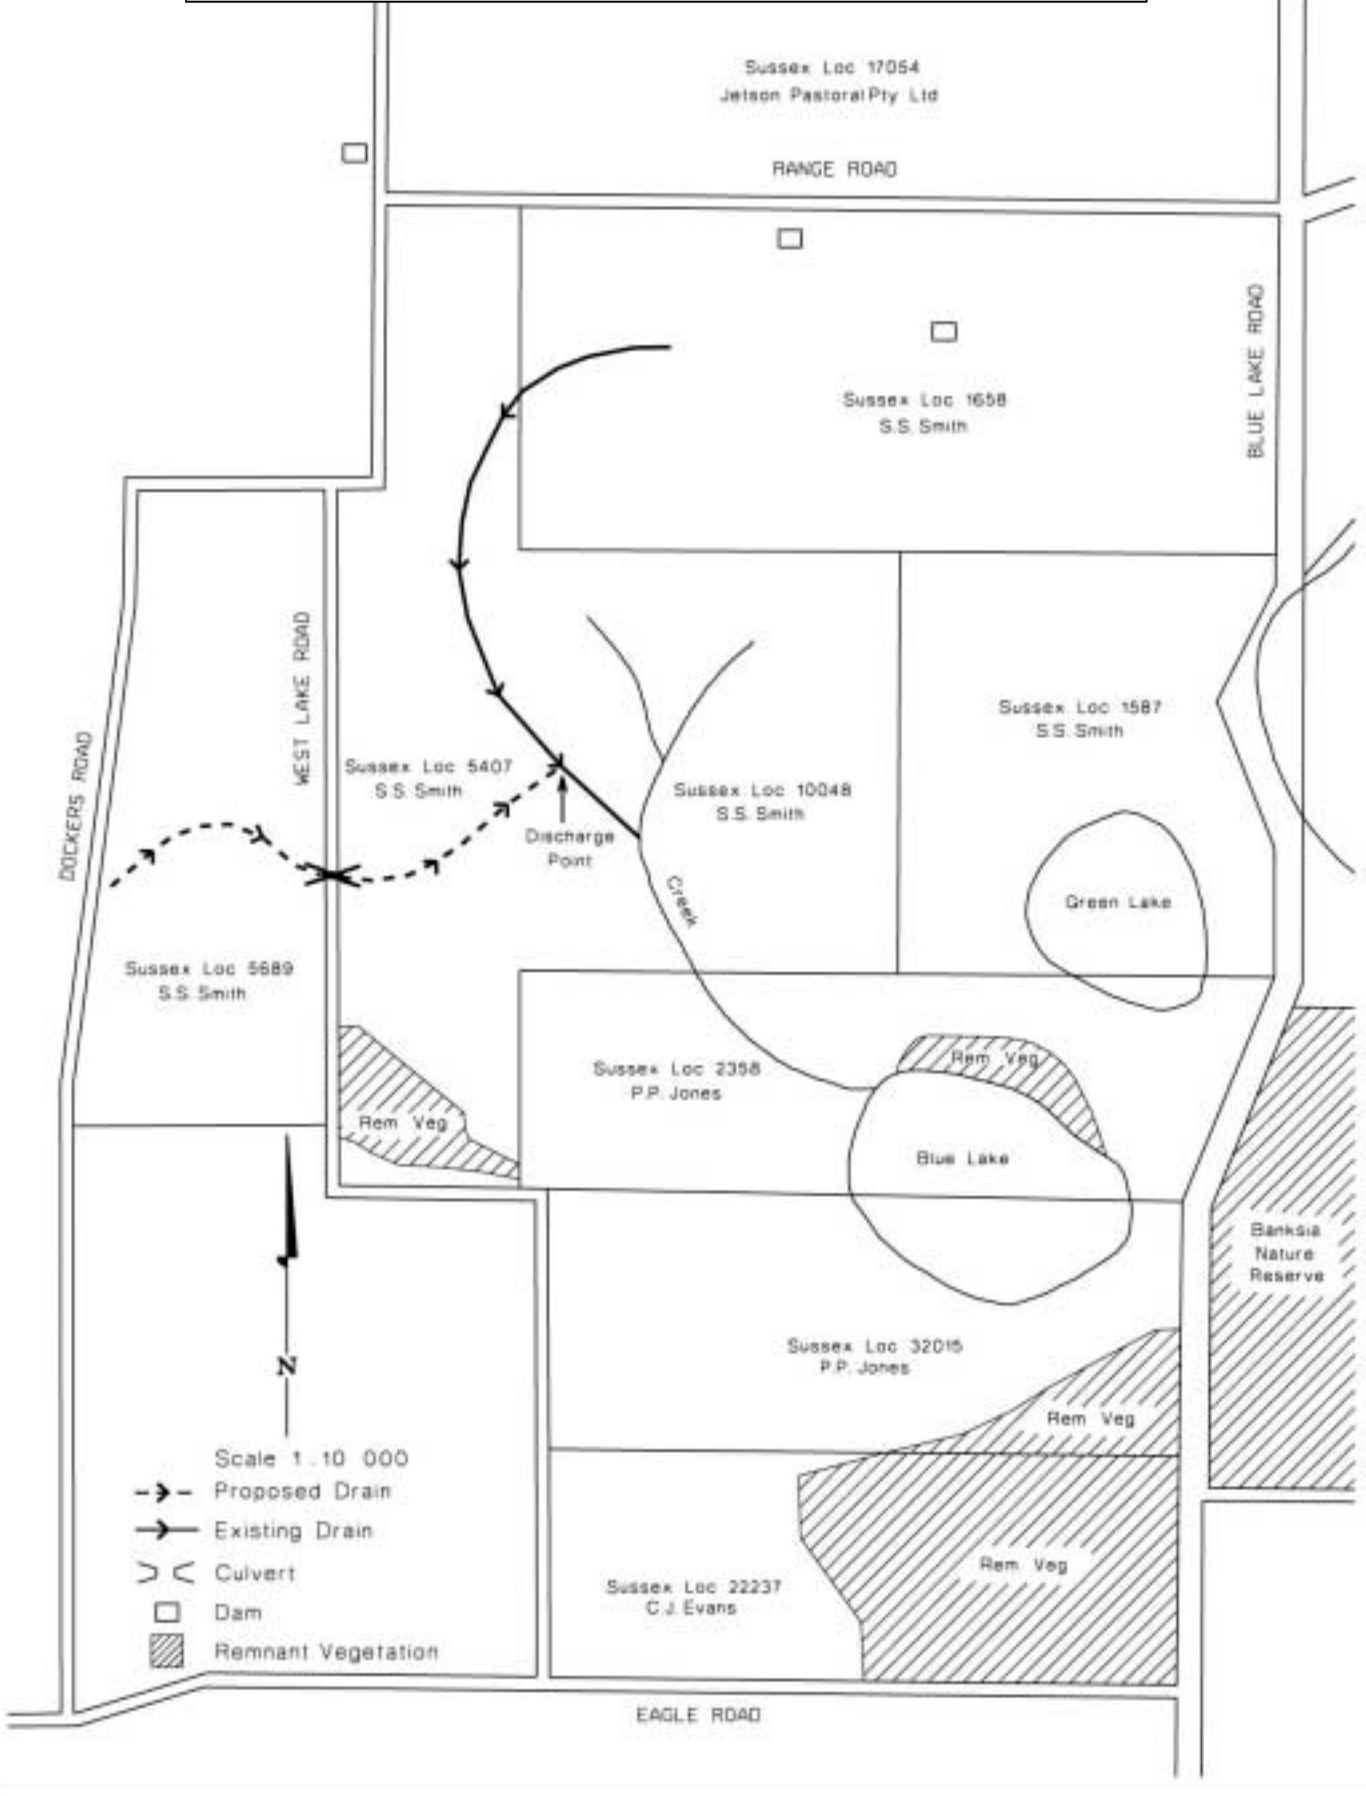 Sussex Loc 17054
Jetson Pastoral Pty Ltd
RANGE ROAD
BLUE LAKE ROAD
Sussex Loc 1658
S.S. Smith
WEST LAKE ROAD
DOCKERS ROAD
Sussex Loc 1587
S.S. Smith
Sussex Loc 5407
S.S. Smith
Sussex Loc 10048
S.S. Smith
Discharge
Point
Creek
Green Lake
Sussex Loc 5689
S.S. Smith
Rem Veg
Sussex Loc 2358
P.P. Jones
Rem Veg
Blue Lake
Banksia
Nature
Reserve
Sussex Loc 32015
P.P. Jones
N
Rem Veg
Scale 1:10 000
Proposed Drain
Existing Drain
Culvert
Dam
Remnant Vegetation
Rem Veg
Sussex Loc 22237
C.J. Evans
EAGLE ROAD